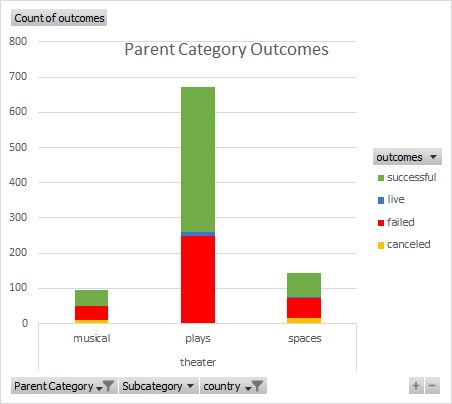 Count of outcomes
Parent Category Outcomes
800
700
600
500
400
300
200
100
0
musical plays spaces
theater
outcomes
successful
live
failed
canceled
Parent Category Subcategory country
+ −